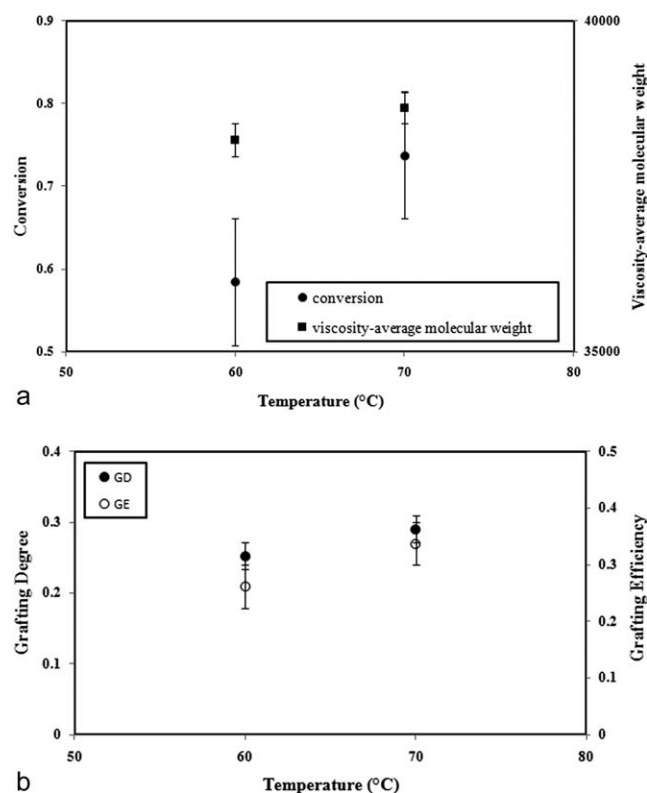 0.9
40000
0.8
0.7
0.6
0.5
35000
Conversion
Viscosity-average molecular weight
conversion
viscosity-average molecular weight
50
60
70
80
Temperature (°C)
a
0.4
0.5
GD
GE
0.3
0.4
0.3
0.2
0.2
0.1
0.1
0
0
Grafting Degree
Grafting Efficiency
50
60
70
80
Temperature (°C)
b